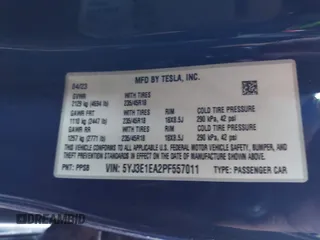 MFD BY TESLA, INC.
04/23
GVWR WITH TIRES
2129 kg (4694 lb) 235/45R18
GAWR FRT WITH TIRES RIM COLD TIRE PRESSURE
1110 kg (2447 lb) 235/45R18 18X8.5J 290 kPa, 42 psi
GAWR RR WITH TIRES RIM COLD TIRE PRESSURE
1257 kg (2771 lb) 235/45R18 18X8.5J 290 kPa, 42 psi
THIS VEHICLE CONFORMS TO ALL APPLICABLE U.S. FEDERAL MOTOR VEHICLE
SAFETY, BUMPER, AND THEFT PREVENTION STANDARDS IN
EFFECT ON THE DATE OF MANUFACTURE SHOWN ABOVE
PNT: PPSB VIN: 5YJ3E1EA2PF557011 TYPE: PASSENGER CAR
DREAMBID